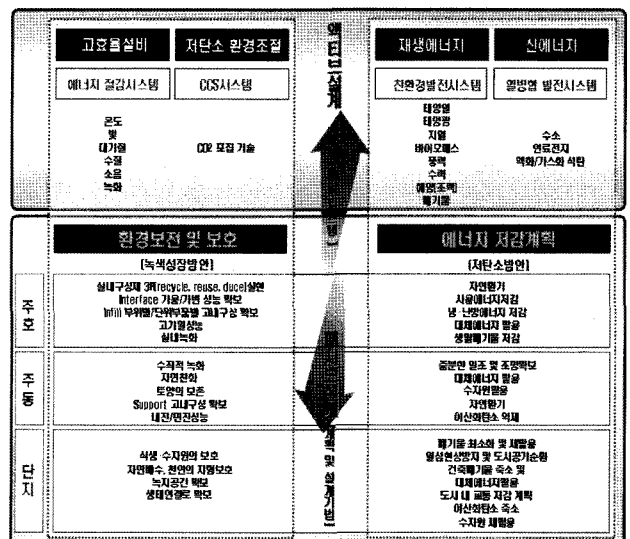 고효율설비
저탄소 환경조절
재생에너지
신에너지
에너지 절감시스템
CCS시스템
친환경발전시스템
열병합 발전시스템
온도
빛
대기질
수질
소음
녹화
CO2 포집 기술
태양열
태양광
지열
바이오매스
풍력
수력
해양(조력)
폐기물
수소
연료전지
액화/가스화 석탄
액티브 설계
환경보전 및 보호
에너지 저감계획
[녹색성장방안]
[저탄소방안]
주호
실내구성재 3R(recycle, reuse, duce)실현
Interface 가동/가변 성능 확보
Infill 부위별/단위부품별 고내구성 확보
고기밀성능
실내녹화
자연환기
사용에너지저감
냉·난방에너지 저감
대체에너지 활용
생활폐기물 저감
주동
수직적 녹화
자연친화
토양의 보존
Support 고내구성 확보
내진/면진성능
충분한 일조 및 조명확보
대체에너지 활용
수자원활용
자연환기
이산화탄소 억제
단지
식생·수자원의 보호
자연배수, 천연의 지형보호
녹지공간 확보
생태연결로 확보
폐기물 최소화 및 재활용
열섬현상방지 및 도시공기순환
건축폐기물 축소 및
대체에너지활용
도시 내 교통 저감 계획
이산화탄소 축소
수자원 재활용
계획 및 설계기법]